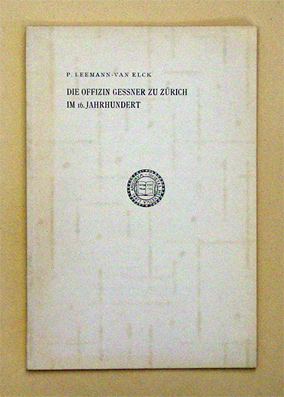 P. LEEMANN-VAN ELCK
DIE OFFIZIN GESSNER ZU ZÜRICH
IM 16. JAHRHUNDERT